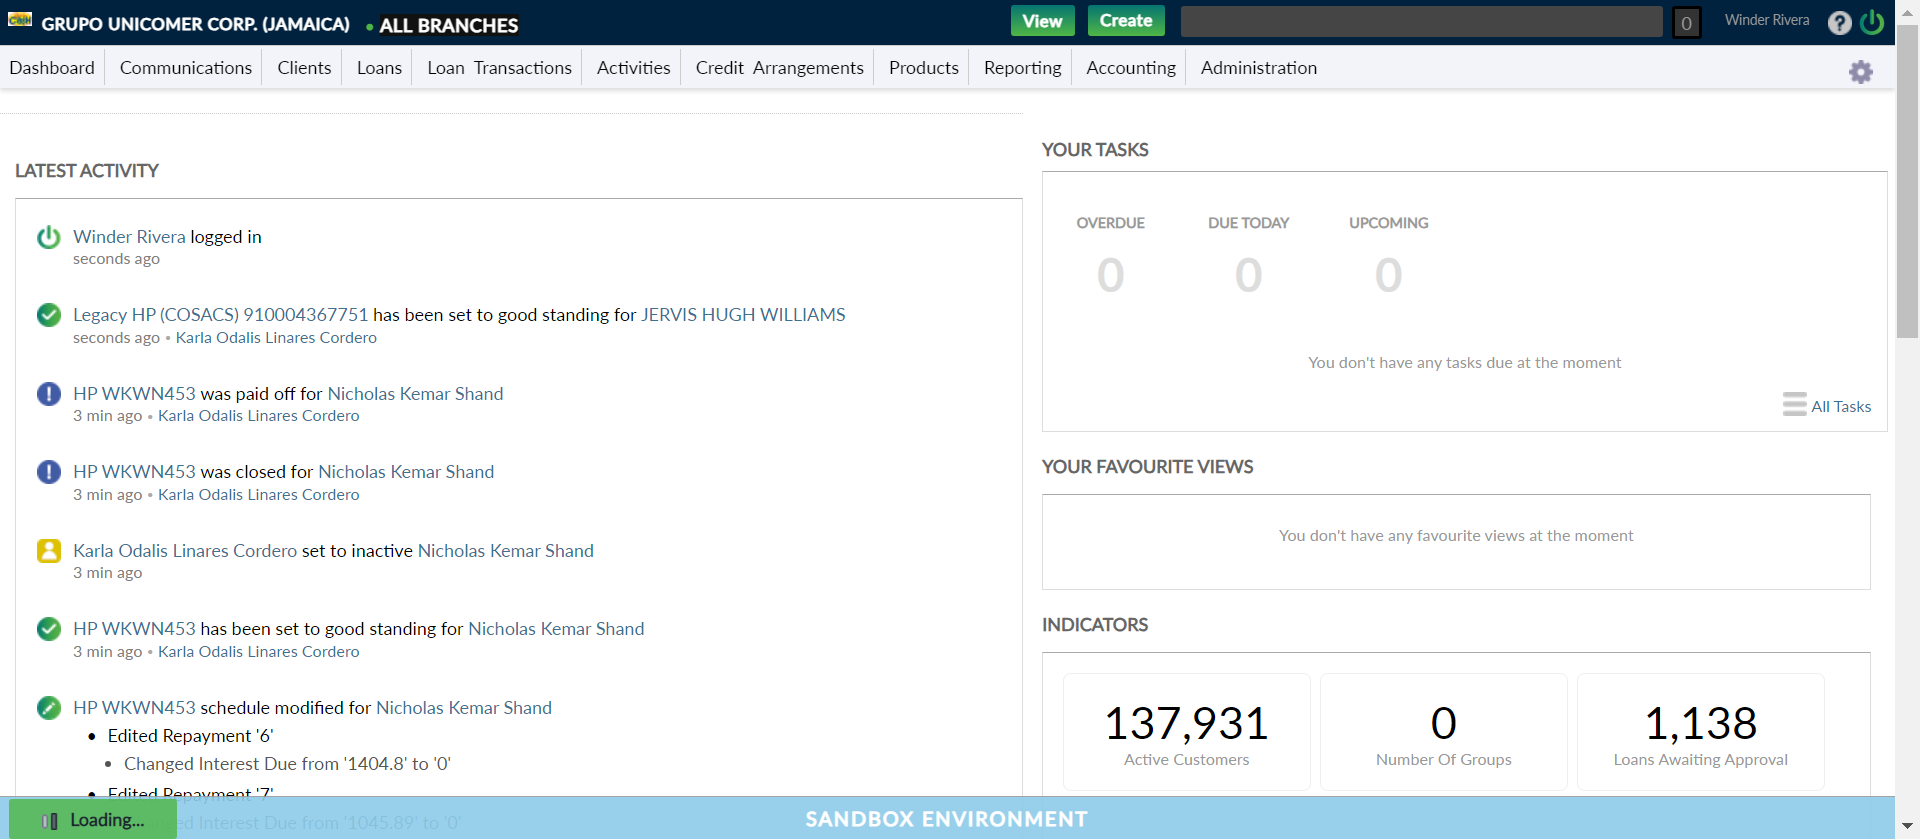 GRUPO UNICOMER CORP. (JAMAICA) • ALL BRANCHES
View Create 0 Winder Rivera ?
Dashboard Communications Clients Loans Loan Transactions Activities Credit Arrangements Products Reporting Accounting Administration
LATEST ACTIVITY
Winder Rivera logged in
seconds ago
Legacy HP (COSACS) 910004367751 has been set to good standing for JERVIS HUGH WILLIAMS
seconds ago • Karla Odalis Linares Cordero
HP WKWN453 was paid off for Nicholas Kemar Shand
3 min ago • Karla Odalis Linares Cordero
HP WKWN453 was closed for Nicholas Kemar Shand
3 min ago • Karla Odalis Linares Cordero
Karla Odalis Linares Cordero set to inactive Nicholas Kemar Shand
3 min ago
HP WKWN453 has been set to good standing for Nicholas Kemar Shand
3 min ago • Karla Odalis Linares Cordero
HP WKWN453 schedule modified for Nicholas Kemar Shand
• Edited Repayment '6'
• Changed Interest Due from '1404.8' to '0'
• Edited Repayment '7'
Interest Due from '1045.89' to '0'
YOUR TASKS
OVERDUE DUE TODAY UPCOMING
0 0 0
You don't have any tasks due at the moment
All Tasks
YOUR FAVOURITE VIEWS
You don't have any favourite views at the moment
INDICATORS
137,931 0 1,138
Active Customers Number Of Groups Loans Awaiting Approval
Loading...
SANDBOX ENVIRONMENT